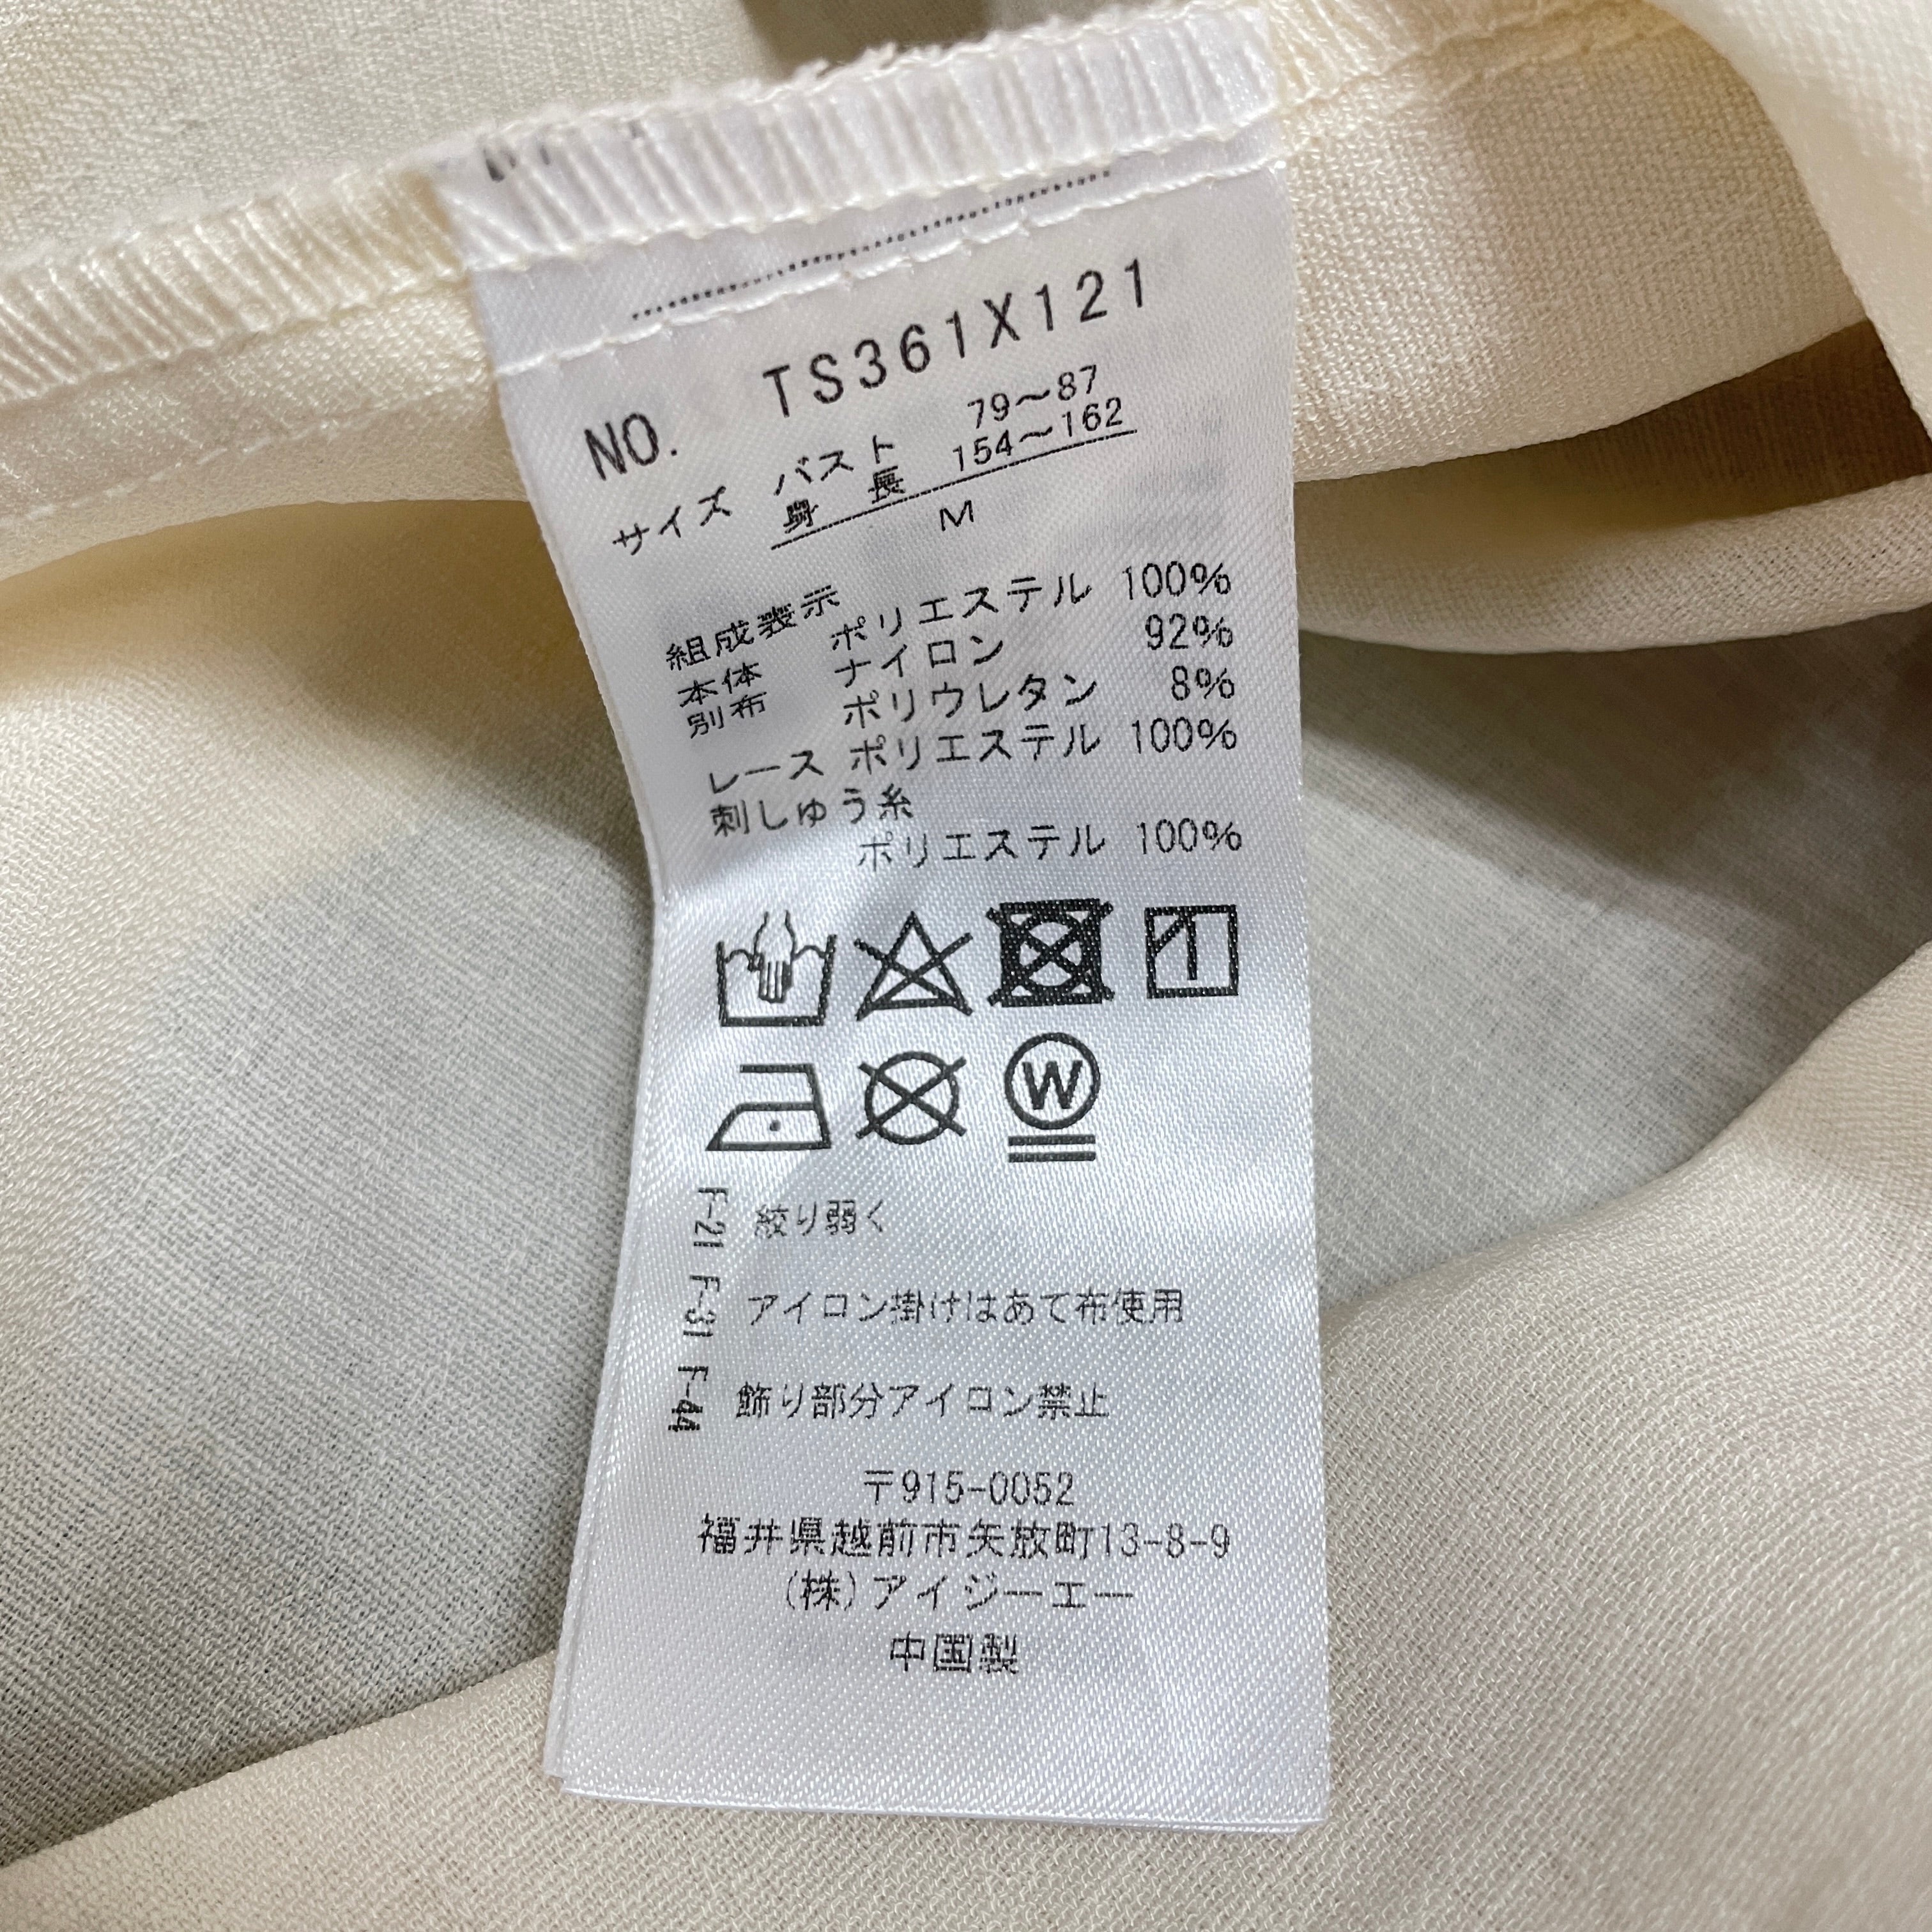 NO. TS361X121
サイズ バスト 79〜87
身長 154〜162
M
組成表示
本体 ポリエステル 100%
別布 ナイロン 92%
ポリウレタン 8%
レース ポリエステル 100%
刺しゅう糸
ポリエステル 100%
W
F-21 絞り弱く
F-31 アイロン掛けはあて布使用
F-44 飾り部分アイロン禁止
〒915-0052
福井県越前市矢放町13-8-9
(株)アイジーエー
中国製